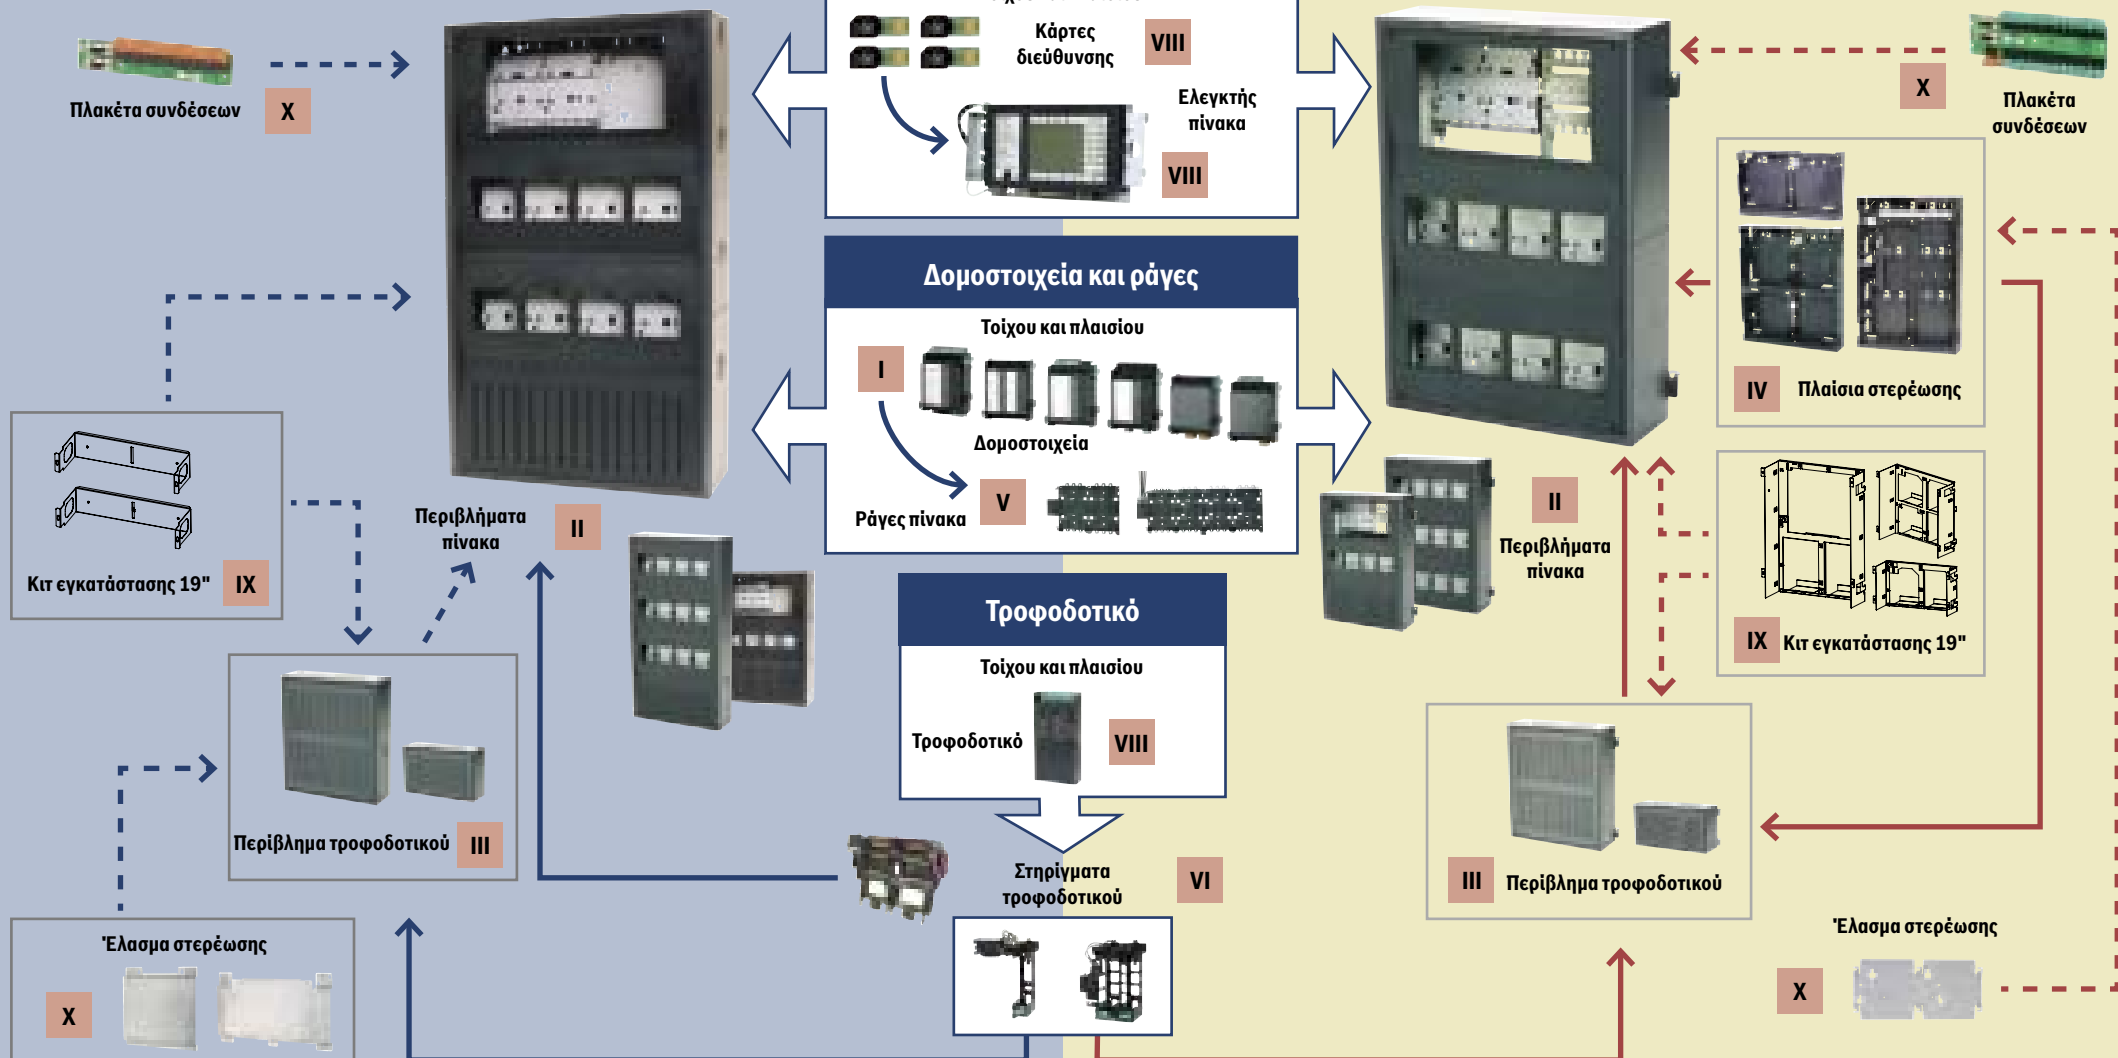 Κάρτες
διεύθυνσης
VIII
Ελεγκτής
πίνακα
VIII
Πλακέτα συνδέσεων
X
X
Πλακέτα
συνδέσεων
Δομοστοιχεία και ράγες
Τοίχου και πλαισίου
I
Δομοστοιχεία
Ράγες πίνακα
V
IV
Πλαίσια στερέωσης
Κιτ εγκατάστασης 19"
IX
Περιβλήματα
πίνακα
II
II
Περιβλήματα
πίνακα
IX
Κιτ εγκατάστασης 19"
Τροφοδοτικό
Τοίχου και πλαισίου
Τροφοδοτικό
VIII
Περίβλημα τροφοδοτικού
III
Στηρίγματα
τροφοδοτικού
VI
III
Περίβλημα τροφοδοτικού
Έλασμα στερέωσης
X
Έλασμα στερέωσης
X